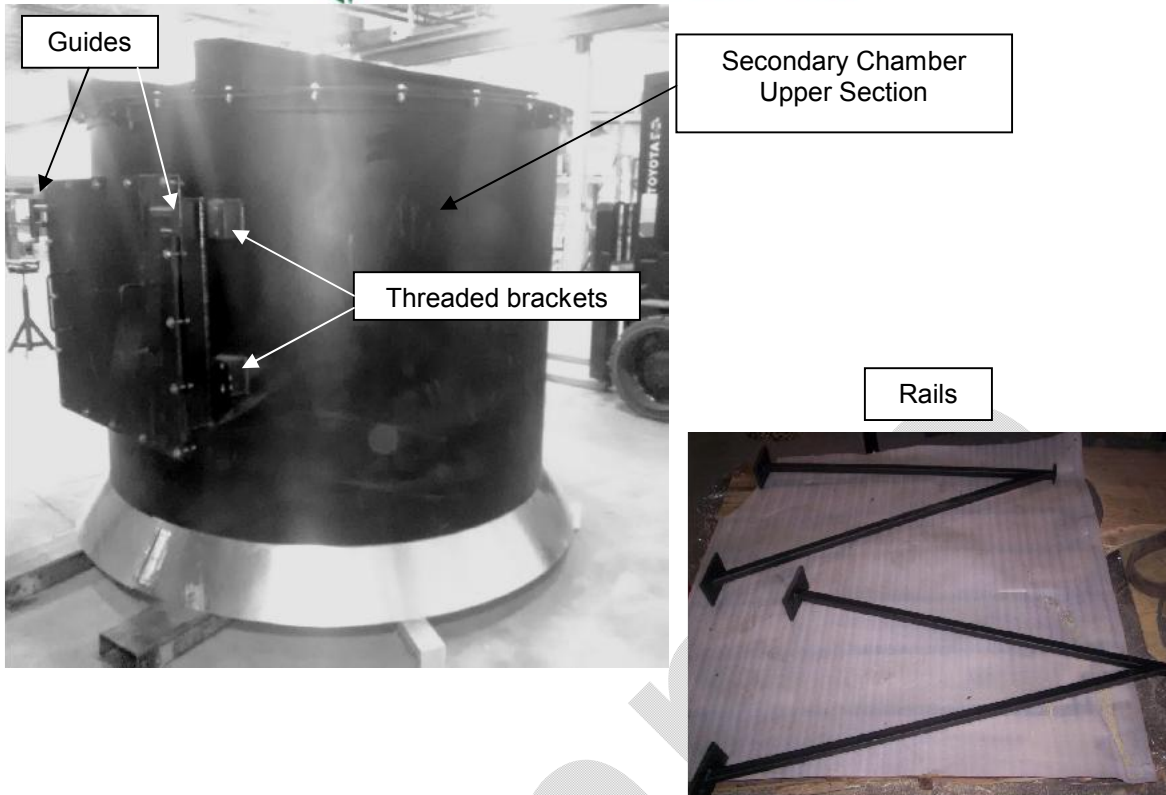 Guides
Secondary Chamber
Upper Section
TOYOTA
Threaded brackets
Rails